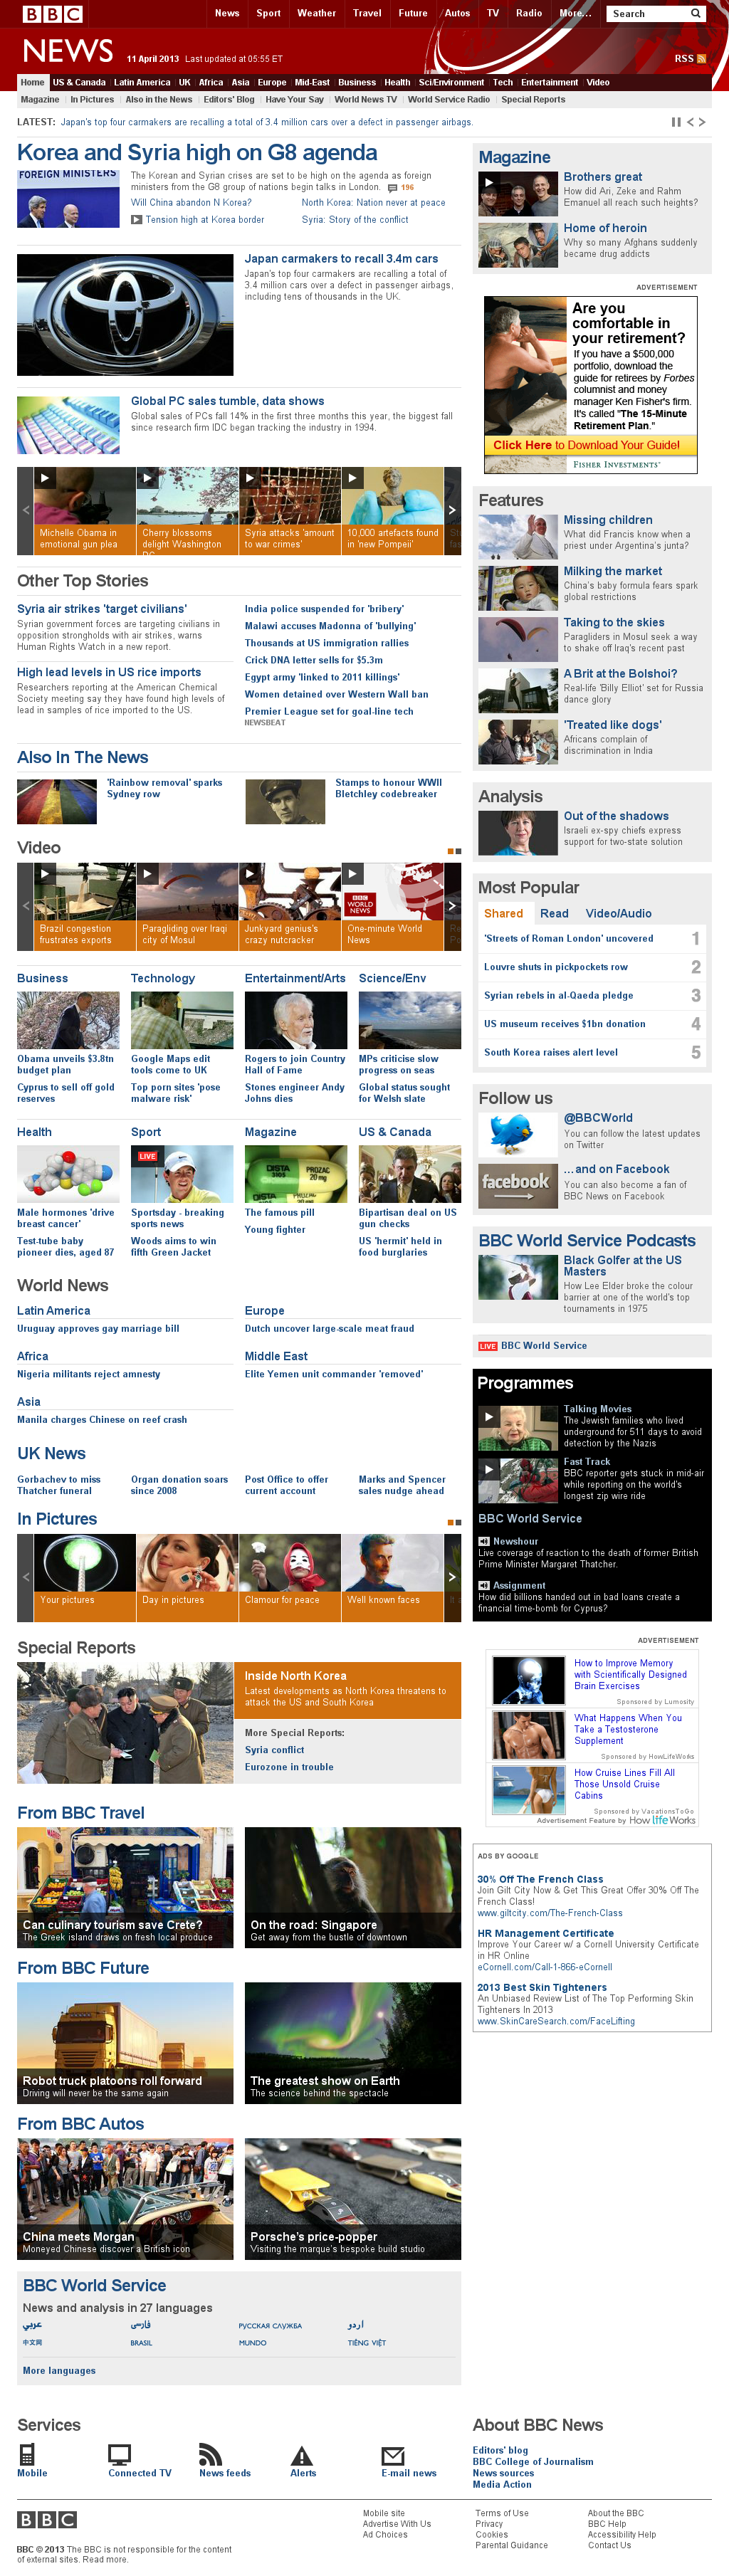 BBC
News Sport Weather Travel Future Autos TV Radio More... Search
NEWS
11 April 2013 Last updated at 05:55 ET
RSS
Home US & Canada Latin America UK Africa Asia Europe Mid-East Business Health Sci/Environment Tech Entertainment Video
Magazine In Pictures Also in the News Editors' Blog Have Your Say World News TV World Service Radio Special Reports
LATEST: Japan's top four carmakers are recalling a total of 3.4 million cars over a defect in passenger airbags.
Korea and Syria high on G8 agenda
FOREIGN MINISTERS
The Korean and Syrian crises are set to be high on the agenda as foreign
ministers from the G8 group of nations begin talks in London. 196
Will China abandon N Korea?
North Korea: Nation never at peace
Tension high at Korea border
Syria: Story of the conflict
Japan carmakers to recall 3.4m cars
Japan's top four carmakers are recalling a total of
3.4 million cars over a defect in passenger airbags,
including tens of thousands in the UK.
Global PC sales tumble, data shows
Global sales of PCs fall 14% in the first three months this year, the biggest fall
since research firm IDC began tracking the industry in 1994.
Michelle Obama in
emotional gun plea
Cherry blossoms
delight Washington
DC
Syria attacks 'amount
to war crimes'
10,000 artefacts found
in 'new Pompeii'
Other Top Stories
Syria air strikes 'target civilians'
Syrian government forces are targeting civilians in
opposition strongholds with air strikes, warns
Human Rights Watch in a new report.
High lead levels in US rice imports
Researchers reporting at the American Chemical
Society meeting say they have found high levels of
lead in samples of rice imported to the US.
India police suspended for 'bribery'
Malawi accuses Madonna of 'bullying'
Thousands at US immigration rallies
Crick DNA letter sells for $5.3m
Egypt army 'linked to 2011 killings'
Women detained over Western Wall ban
Premier League set for goal-line tech
NEWSBEAT
Also In The News
'Rainbow removal' sparks
Sydney row
Stamps to honour WWII
Bletchley codebreaker
Video
Brazil congestion
frustrates exports
Paragliding over Iraqi
city of Mosul
Junkyard genius's
crazy nutcracker
BBC
WORLD
NEWS
One-minute World
News
Business
Obama unveils $3.8tn
budget plan
Cyprus to sell off gold
reserves
Technology
Google Maps edit
tools come to UK
Top porn sites 'pose
malware risk'
Entertainment/Arts
Rogers to join Country
Hall of Fame
Stones engineer Andy
Johns dies
Science/Env
MPs criticise slow
progress on seas
Global status sought
for Welsh slate
Health
Male hormones 'drive
breast cancer'
Test-tube baby
pioneer dies, aged 87
Sport
LIVE
Sportsday - breaking
sports news
Woods aims to win
fifth Green Jacket
Magazine
DISTA
3105
PROZAC
20 mg
The famous pill
Young fighter
US & Canada
Bipartisan deal on US
gun checks
US 'hermit' held in
food burglaries
World News
Latin America
Uruguay approves gay marriage bill
Europe
Dutch uncover large-scale meat fraud
Africa
Nigeria militants reject amnesty
Middle East
Elite Yemen unit commander 'removed'
Asia
Manila charges Chinese on reef crash
UK News
Gorbachev to miss
Thatcher funeral
Organ donation soars
since 2008
Post Office to offer
current account
Marks and Spencer
sales nudge ahead
In Pictures
Your pictures
Day in pictures
Clamour for peace
Well known faces
Special Reports
Inside North Korea
Latest developments as North Korea threatens to
attack the US and South Korea
More Special Reports:
Syria conflict
Eurozone in trouble
From BBC Travel
Can culinary tourism save Crete?
The Greek island draws on fresh local produce
On the road: Singapore
Get away from the bustle of downtown
From BBC Future
Robot truck platoons roll forward
Driving will never be the same again
The greatest show on Earth
The science behind the spectacle
From BBC Autos
China meets Morgan
Moneyed Chinese discover a British icon
Porsche's price-popper
Visiting the marque's bespoke build studio
BBC World Service
News and analysis in 27 languages
عربي
فارسی
РУССКАЯ СЛУЖБА
اردو
中文网
BRASIL
MUNDO
TIẾNG VIỆT
More languages
Magazine
Brothers great
How did Ari, Zeke and Rahm
Emanuel all reach such heights?
Home of heroin
Why so many Afghans suddenly
became drug addicts
ADVERTISEMENT
Are you
comfortable in
your retirement?
If you have a $500,000
portfolio, download the
guide for retirees by Forbes
columnist and money
manager Ken Fisher's firm.
It's called "The 15-Minute
Retirement Plan."
Click Here to Download Your Guide!
FISHER INVESTMENTS
Features
Missing children
What did Francis know when a
priest under Argentina's junta?
Milking the market
China's baby formula fears spark
global restrictions
Taking to the skies
Paragliders in Mosul seek a way
to shake off Iraq's recent past
A Brit at the Bolshoi?
Real-life 'Billy Elliot' set for Russia
dance glory
'Treated like dogs'
Africans complain of
discrimination in India
Analysis
Out of the shadows
Israeli ex-spy chiefs express
support for two-state solution
Most Popular
Shared Read Video/Audio
'Streets of Roman London' uncovered 1
Louvre shuts in pickpockets row 2
Syrian rebels in al-Qaeda pledge 3
US museum receives $1bn donation 4
South Korea raises alert level 5
Follow us
@BBCWorld
You can follow the latest updates
on Twitter
facebook
...and on Facebook
You can also become a fan of
BBC News on Facebook
BBC World Service Podcasts
Black Golfer at the US
Masters
How Lee Elder broke the colour
barrier at one of the world's top
tournaments in 1975
LIVE BBC World Service
Programmes
Talking Movies
The Jewish families who lived
underground for 511 days to avoid
detection by the Nazis
Fast Track
BBC reporter gets stuck in mid-air
while reporting on the world's
longest zip wire ride
BBC World Service
Newshour
Live coverage of reaction to the death of former British
Prime Minister Margaret Thatcher.
Assignment
How did billions handed out in bad loans create a
financial time-bomb for Cyprus?
ADVERTISEMENT
How to Improve Memory
with Scientifically Designed
Brain Exercises
Sponsored by Lumosity
What Happens When You
Take a Testosterone
Supplement
Sponsored by HowLifeWorks
How Cruise Lines Fill All
Those Unsold Cruise
Cabins
Sponsored by VacationsToGo
Advertisement Feature by How life Works
ADS BY GOOGLE
30% Off The French Class
Join Gilt City Now & Get This Great Offer 30% Off The
French Class!
www.giltcity.com/The-French-Class
HR Management Certificate
Improve Your Career w/ a Cornell University Certificate
in HR Online
eCornell.com/Call-1-866-eCornell
2013 Best Skin Tighteners
An Unbiased Review List of The Top Performing Skin
Tighteners In 2013
www.SkinCareSearch.com/FaceLifting
Services
Mobile
Connected TV
News feeds
Alerts
E-mail news
About BBC News
Editors' blog
BBC College of Journalism
News sources
Media Action
BBC
Mobile site
Advertise With Us
Ad Choices
Terms of Use
Privacy
Cookies
Parental Guidance
About the BBC
BBC Help
Accessibility Help
Contact Us
BBC © 2013 The BBC is not responsible for the content
of external sites. Read more.